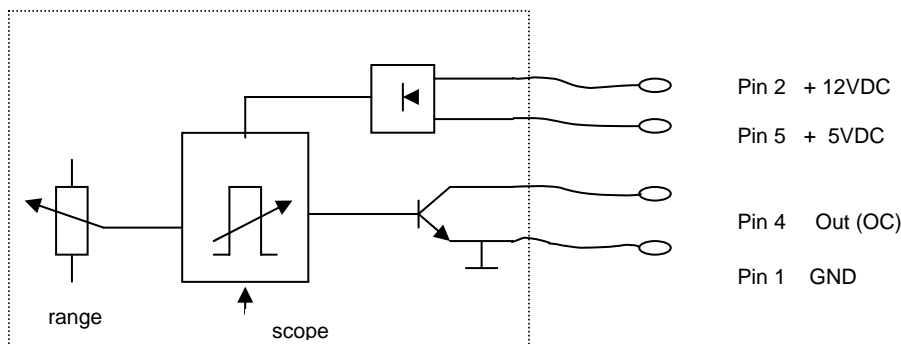 Pin 2 + 12VDC
Pin 5 + 5VDC
Pin 4 Out (OC)
Pin 1 GND
range
scope